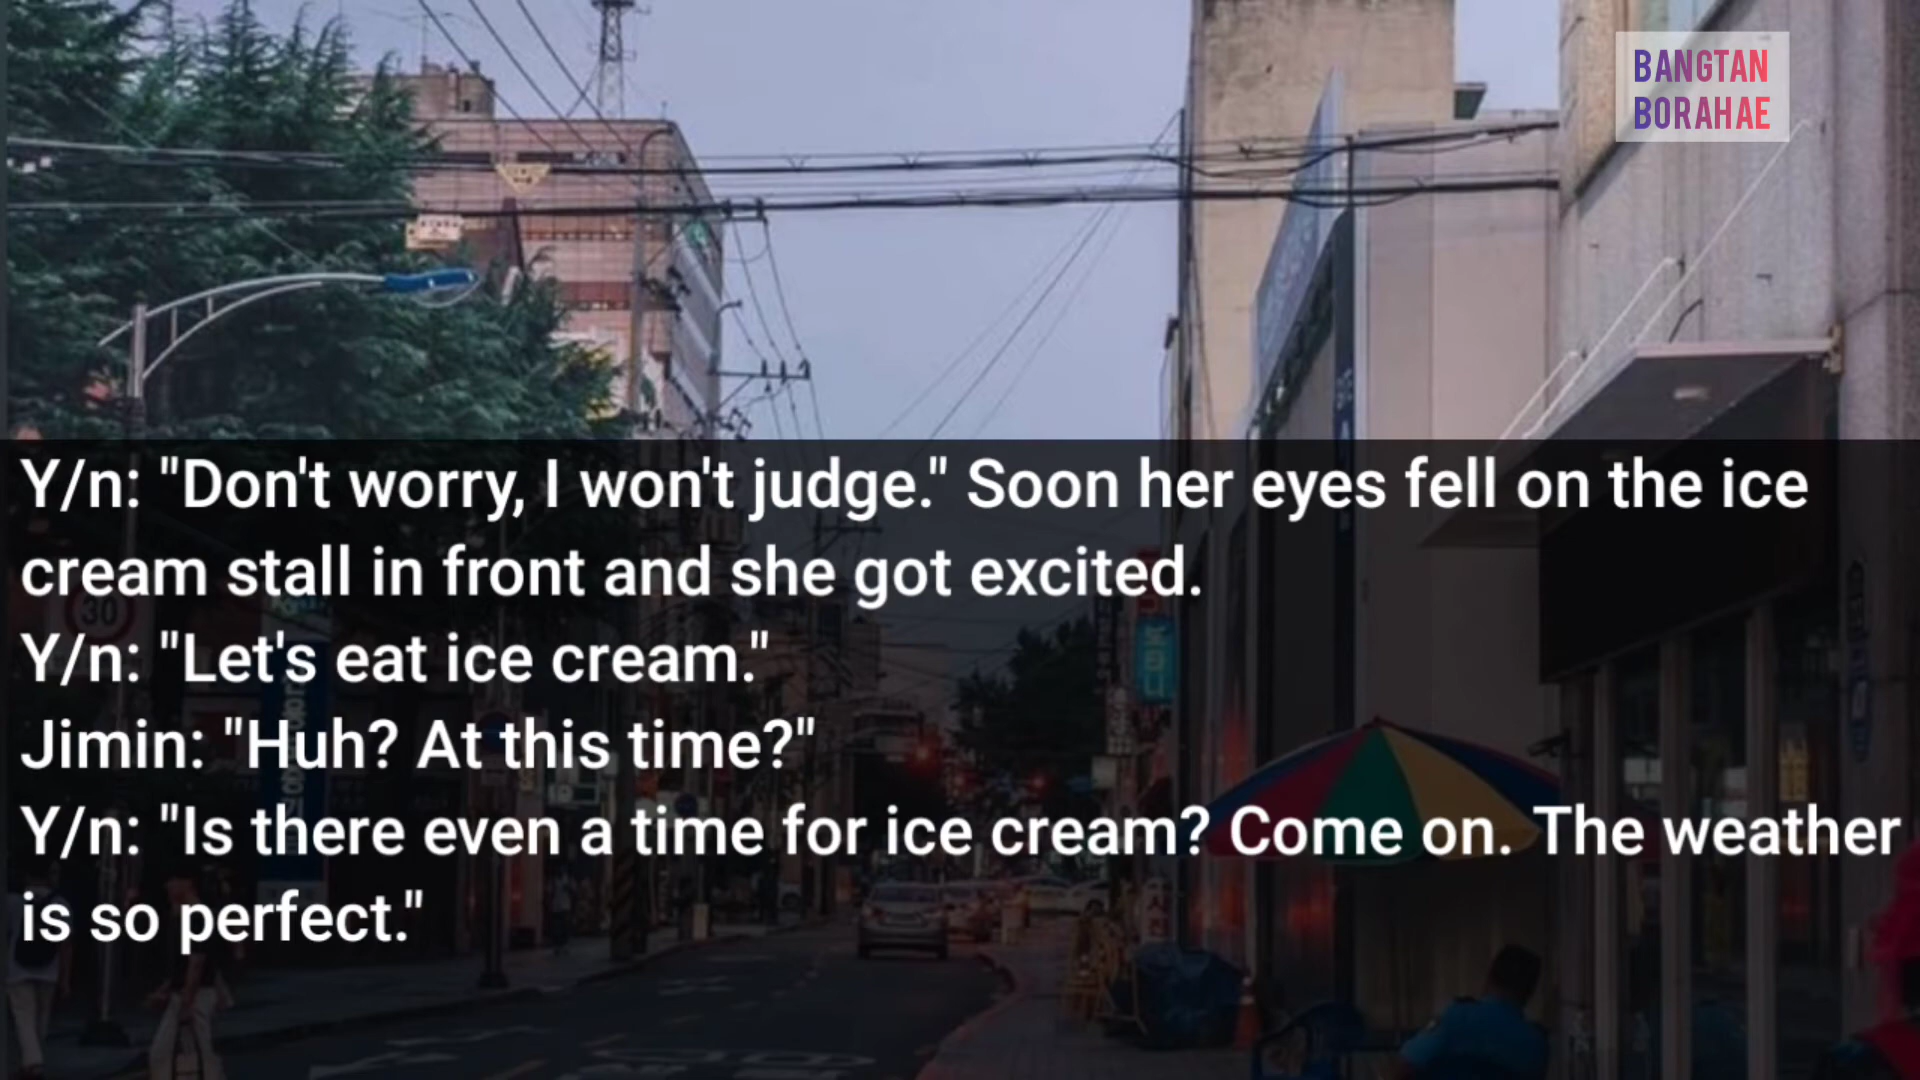 BANGTAN
BORAHAE
Y/n: "Don't worry, I won't judge." Soon her eyes fell on the ice
cream stall in front and she got excited.
Y/n: "Let's eat ice cream."
Jimin: "Huh? At this time?"
Y/n: "Is there even a time for ice cream? Come on. The weather
is so perfect."
30